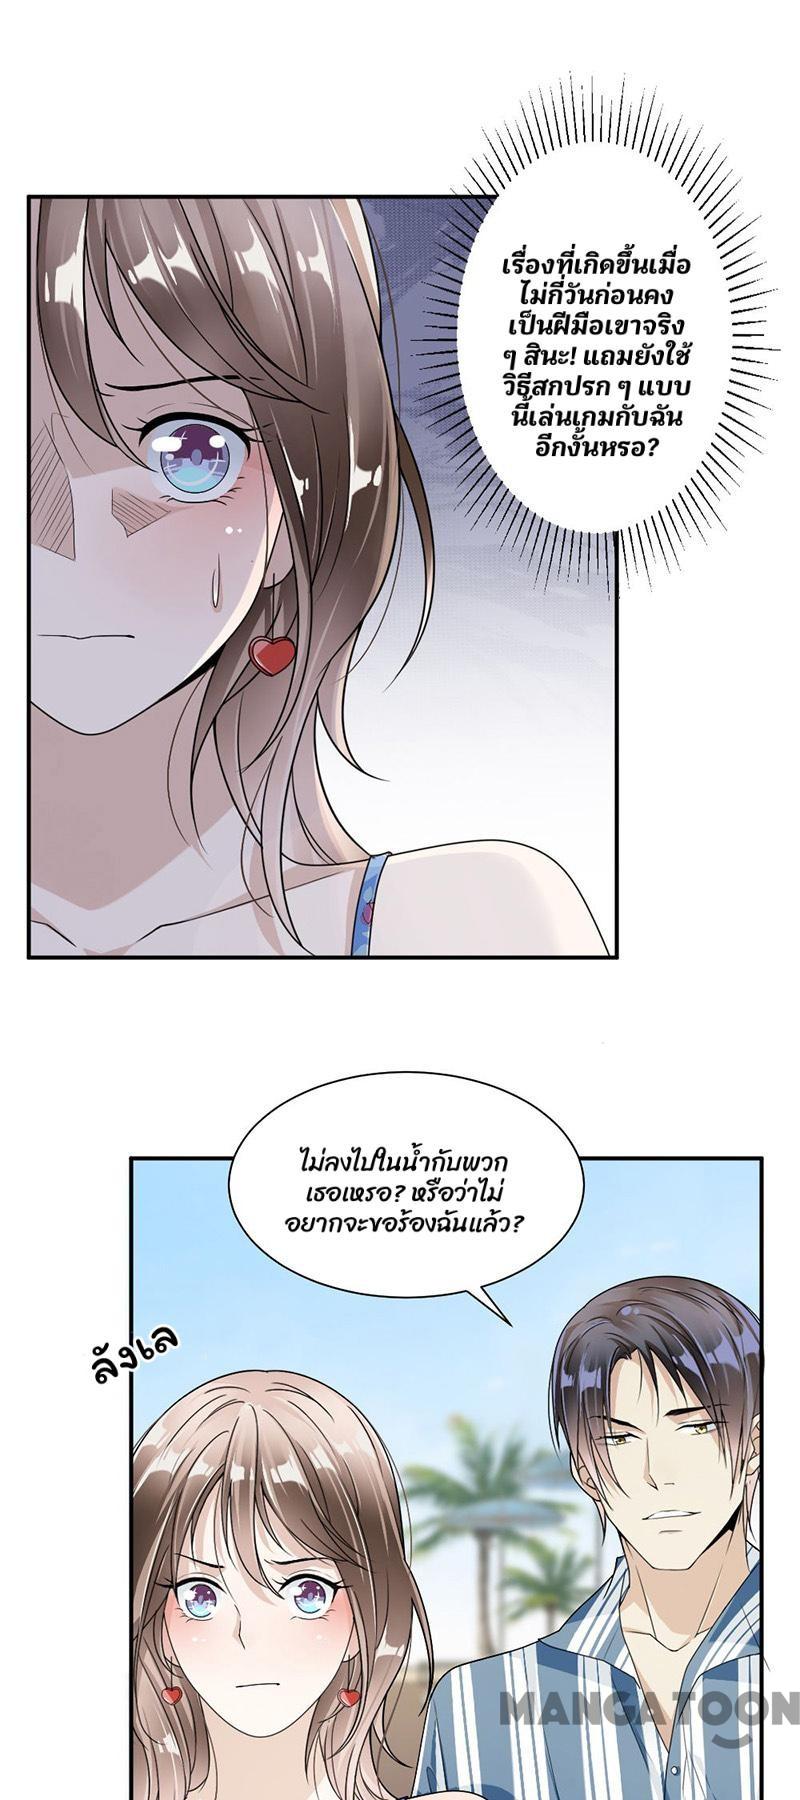 เรื่องที่เกิดขึ้นเมื่อ
ไม่กี่วันก่อนคง
เป็นฝีมือเขาจริง
ๆ สินะ! แถมยังใช้
วิธีสกปรก ๆ แบบ
นี้เล่นเกมกับฉัน
อีกงั้นหรอ?
ไม่ลงไปในน้ำกับพวก
เธอเหรอ? หรือว่าไม่
อยากจะขอร้องฉันแล้ว?
ลังเล
MANGATOON